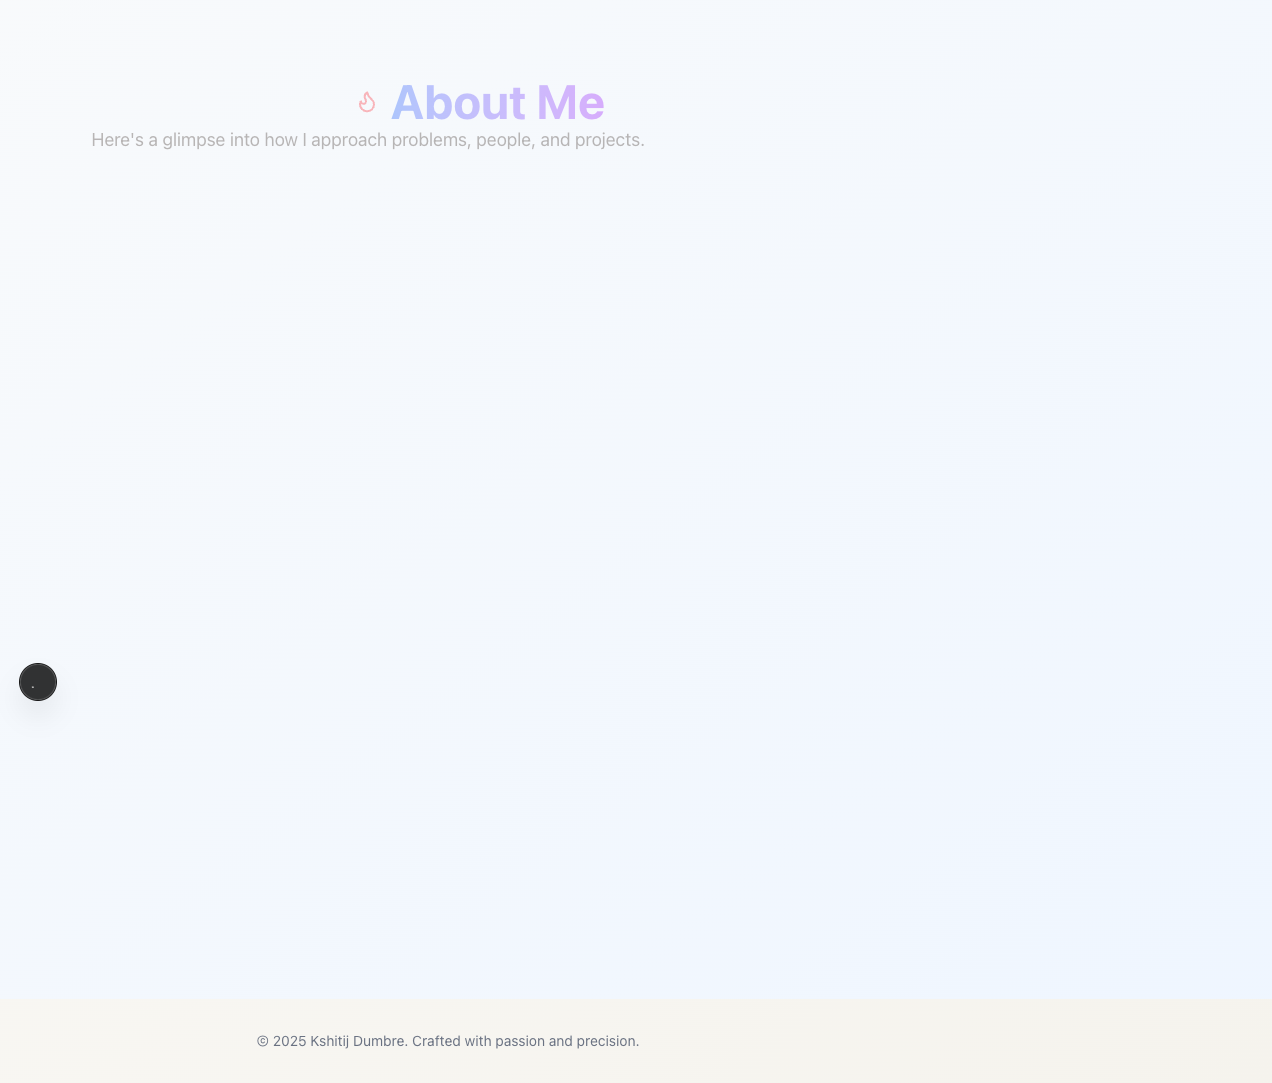 About Me
Here's a glimpse into how I approach problems, people, and projects.
© 2025 Kshitij Dumbre. Crafted with passion and precision.